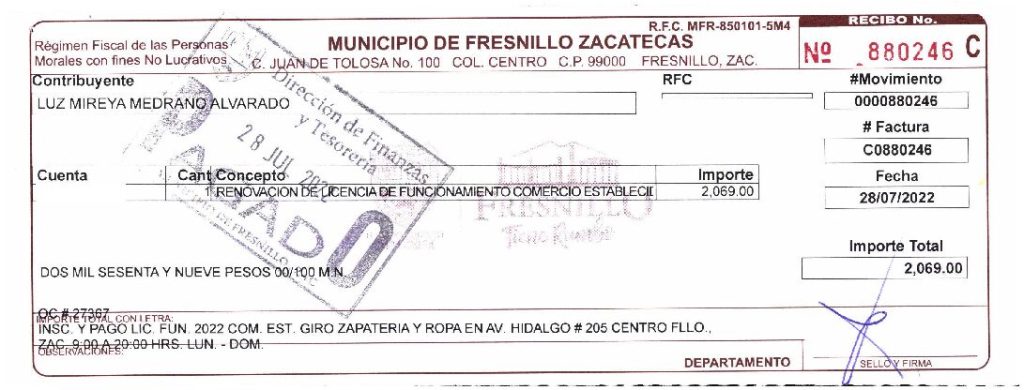 R.F.C. MFR-850101-5M4
RECIBO No.
Régimen Fiscal de las Personas
MUNICIPIO DE FRESNILLO ZACATECAS
Morales con fines No Lucrativos
C. JUAN DE TOLOSA No. 100 COL. CENTRO C.P. 99000 FRESNILLO, ZAC.
Nº 880246 C
Contribuyente
RFC
#Movimiento
LUZ MIREYA MEDRANO ALVARADO
0000880246
# Factura
C0880246
Dirección de Finanzas
y Tesorería
28 JUL 2022
PAGADO
MUNICIPIO DE FRESNILLO ZAC
Cuenta Cant Concepto Importe
Fecha
1 RENOVACION DE LICENCIA DE FUNCIONAMIENTO COMERCIO ESTABLECII 2,069.00
28/07/2022
FRESNILLO
Importe Total
DOS MIL SESENTA Y NUEVE PESOS 00/100 M.N.
2,069.00
OC # 27367
IMPORTE TOTAL CON LETRA:
INSC. Y PAGO LIC. FUN. 2022 COM. EST. GIRO ZAPATERIA Y ROPA EN AV. HIDALGO # 205 CENTRO FLLO.,
ZAC. 9:00 A 20:00 HRS. LUN. - DOM.
OBSERVACIONES:
DEPARTAMENTO
SELLO Y FIRMA